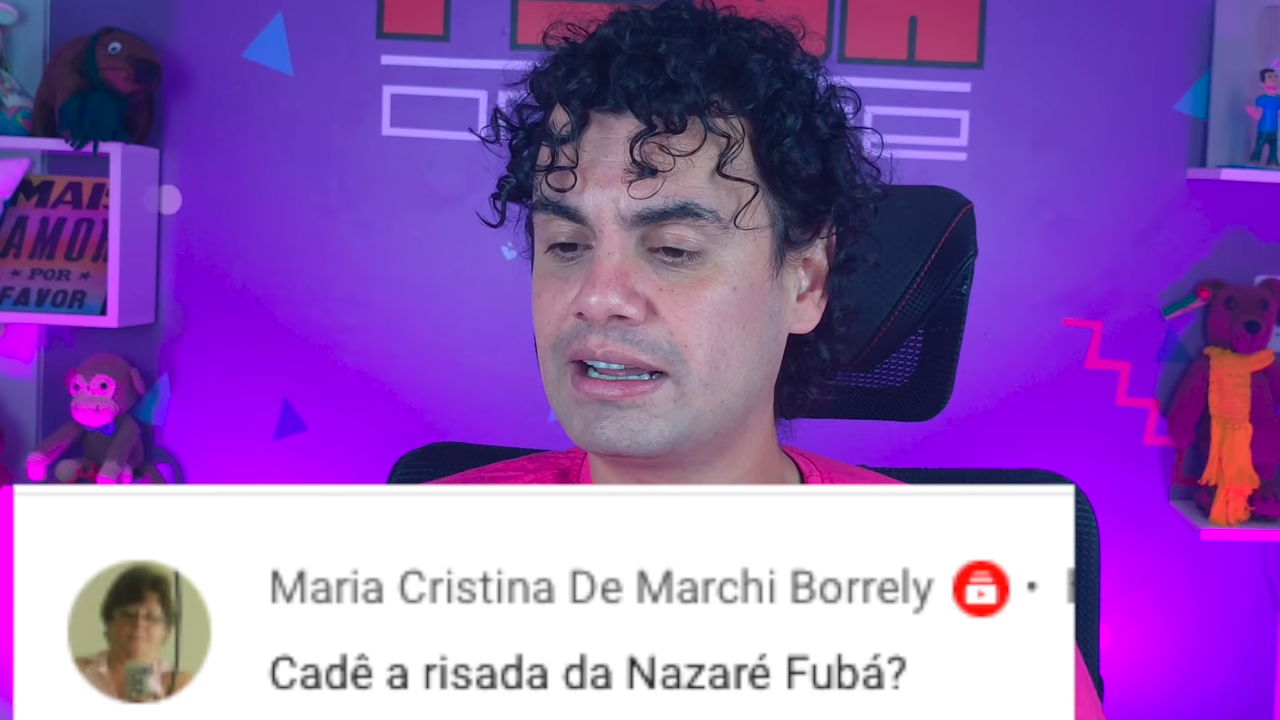 MAIS
AMOR
POR
FAVOR
Maria Cristina De Marchi Borrely
Cadê a risada da Nazaré Fubá?